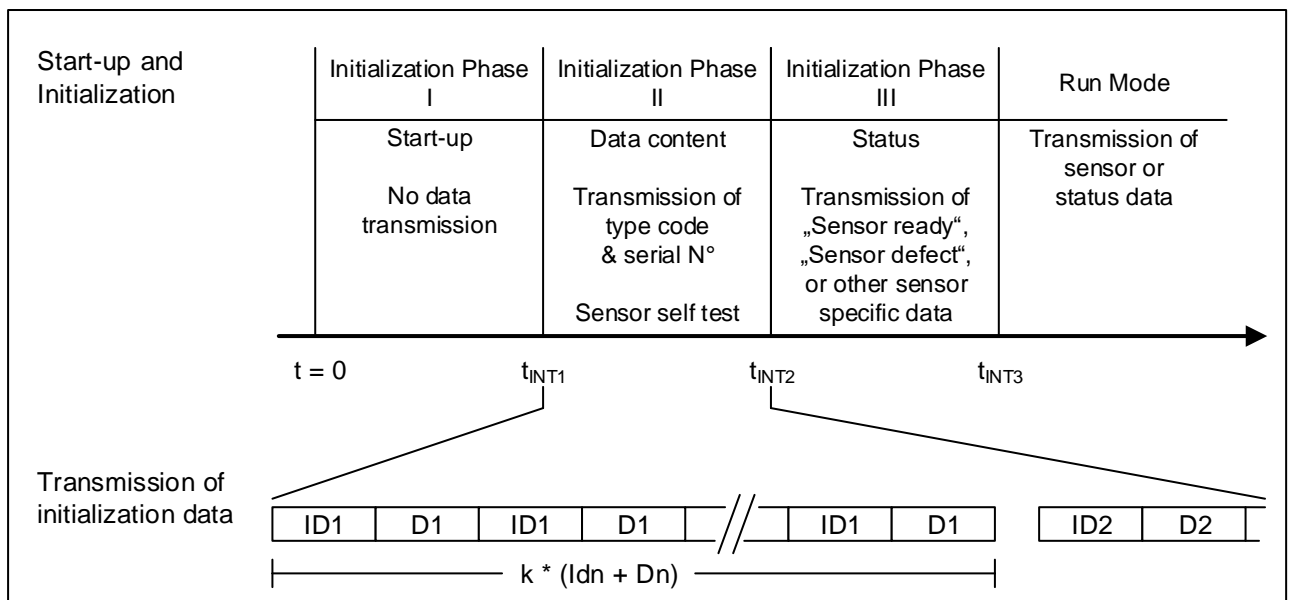 Start-up and
Initialization
Initialization Phase
I
Initialization Phase
II
Initialization Phase
III
Run Mode
Start-up
No data
transmission
Data content
Transmission of
type code
& serial N°
Sensor self test
Status
Transmission of
„Sensor ready“,
„Sensor defect“,
or other sensor
specific data
Transmission of
sensor or
status data
t = 0
tINT1
tINT2
tINT3
Transmission of
initialization data
ID1 D1 ID1 D1 ID1 D1 ID2 D2
k * (Idn + Dn)